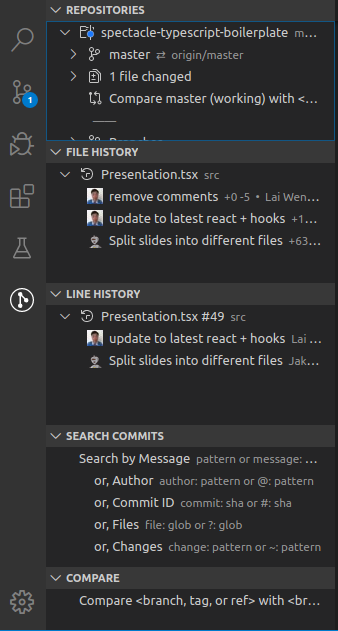 REPOSITORIES
spectacle-typescript-boilerplate m...
master ⇄ origin/master
1 file changed
Compare master (working) with <...
1
FILE HISTORY
Presentation.tsx src
remove comments +0 -5 • Lai Wen...
update to latest react + hooks +1...
Split slides into different files +63...
LINE HISTORY
Presentation.tsx #49 src
update to latest react + hooks Lai ...
Split slides into different files Jak...
SEARCH COMMITS
Search by Message pattern or message: ...
or, Author author: pattern or @: pattern
or, Commit ID commit: sha or #: sha
or, Files file: glob or ?: glob
or, Changes change: pattern or ~: pattern
COMPARE
Compare <branch, tag, or ref> with <br...